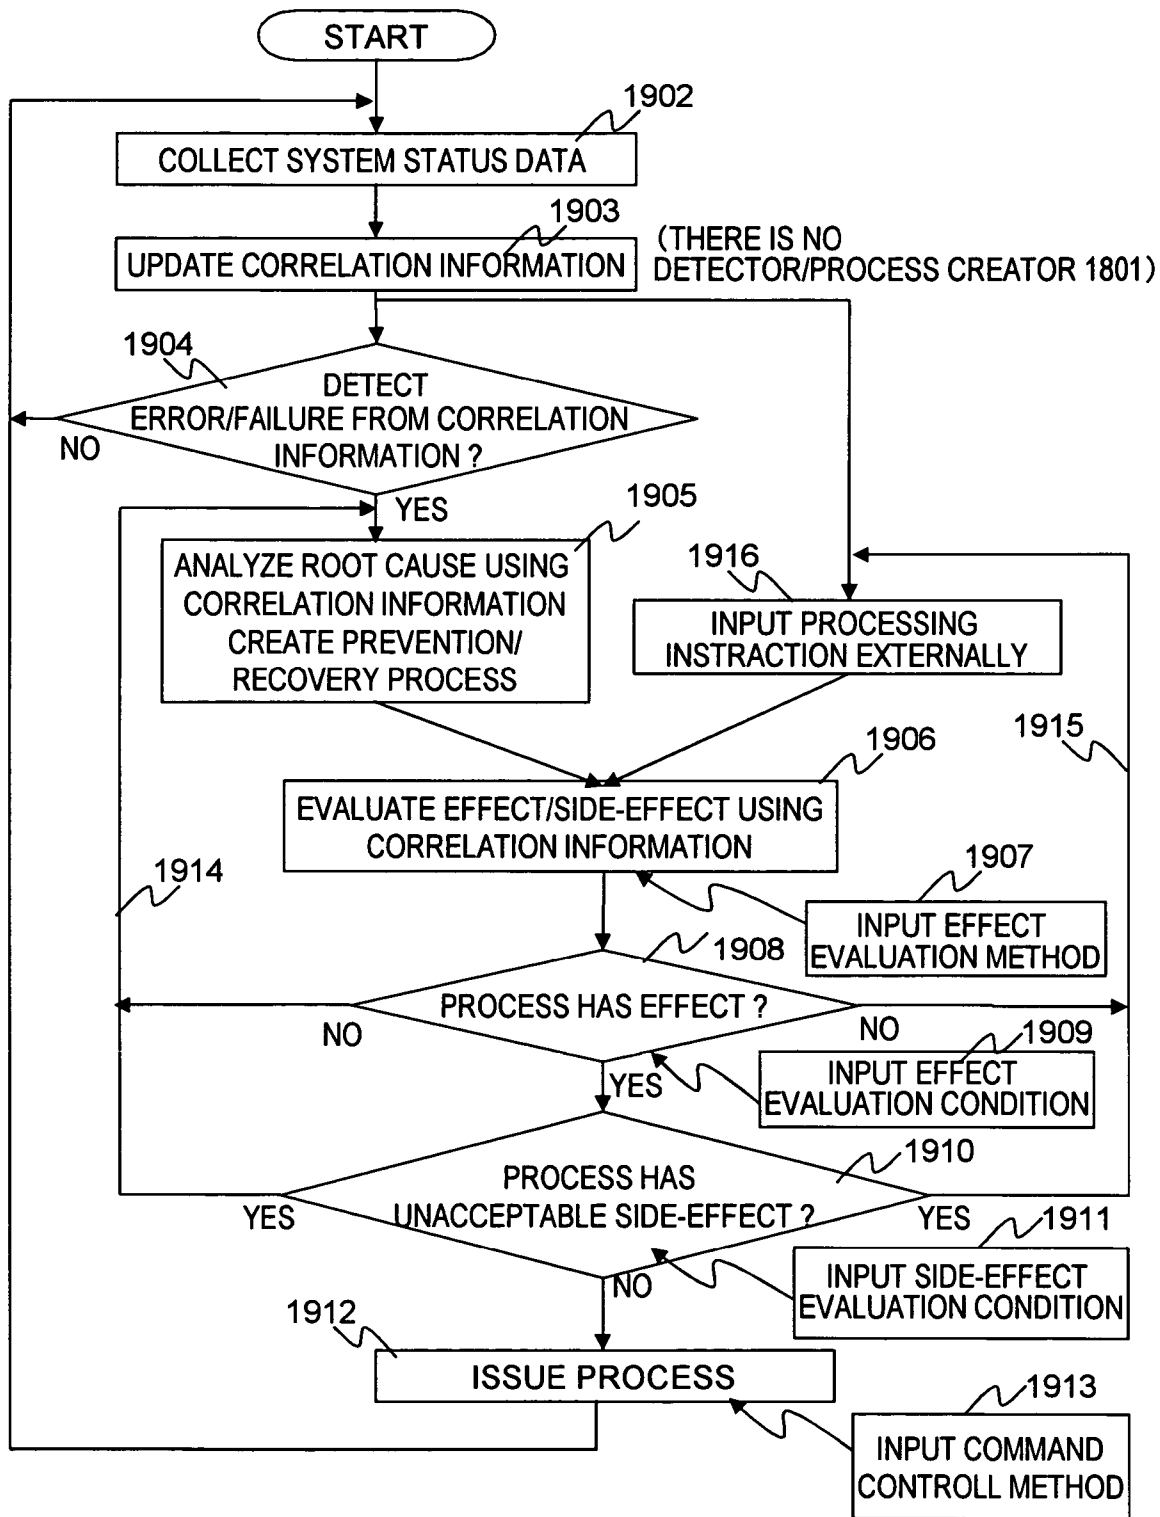 START
1902
COLLECT SYSTEM STATUS DATA
1903
UPDATE CORRELATION INFORMATION
(THERE IS NO
DETECTOR/PROCESS CREATOR 1801)
1904
DETECT
ERROR/FAILURE FROM CORRELATION
INFORMATION ?
NO
YES
1905
ANALYZE ROOT CAUSE USING
CORRELATION INFORMATION
CREATE PREVENTION/
RECOVERY PROCESS
1916
INPUT PROCESSING
INSTRACTION EXTERNALLY
1915
1906
EVALUATE EFFECT/SIDE-EFFECT USING
CORRELATION INFORMATION
1914
1907
INPUT EFFECT
EVALUATION METHOD
1908
PROCESS HAS EFFECT ?
NO
NO
YES
1909
INPUT EFFECT
EVALUATION CONDITION
1910
PROCESS HAS
UNACCEPTABLE SIDE-EFFECT ?
YES
YES
NO
1911
INPUT SIDE-EFFECT
EVALUATION CONDITION
1912
ISSUE PROCESS
1913
INPUT COMMAND
CONTROLL METHOD